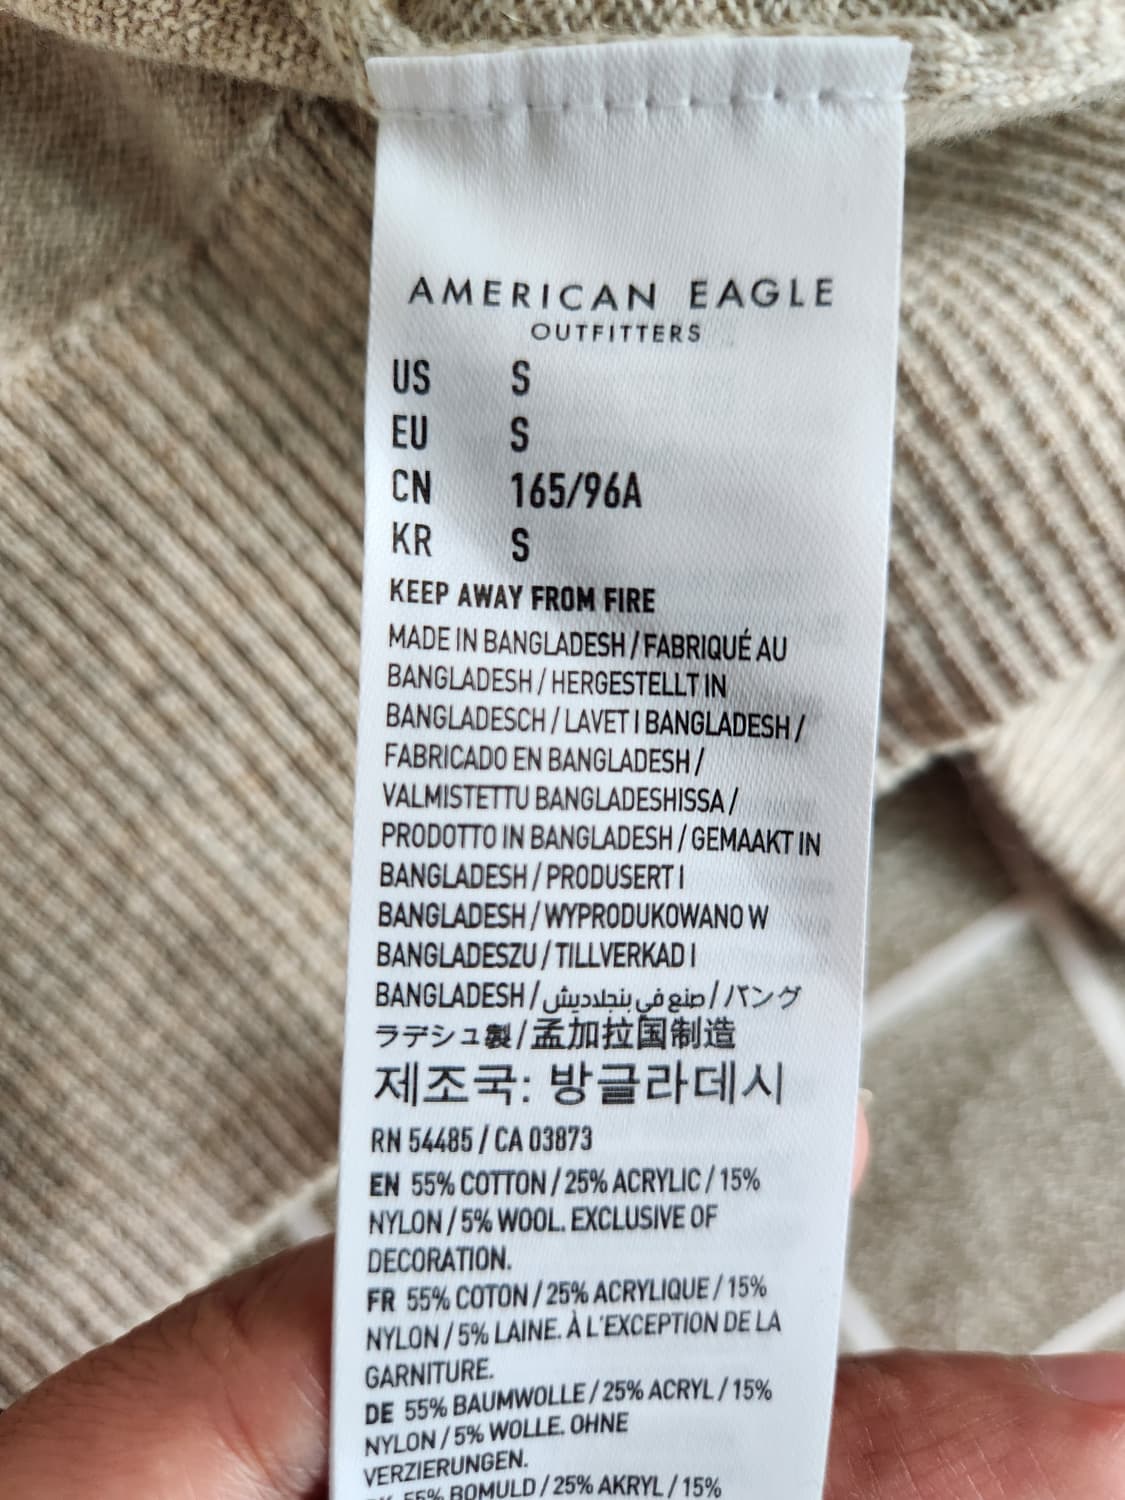 AMERICAN EAGLE
OUTFITTERS
US S
EU S
CN 165/96A
KR S
KEEP AWAY FROM FIRE
MADE IN BANGLADESH / FABRIQUÉ AU
BANGLADESH / HERGESTELLT IN
BANGLADESCH / LAVET I BANGLADESH /
FABRICADO EN BANGLADESH /
VALMISTETTU BANGLADESHISSA /
PRODOTTO IN BANGLADESH / GEMAAKT IN
BANGLADESH / PRODUSERT I
BANGLADESH / WYPRODUKOWANO W
BANGLADESZU / TILLVERKAD I
BANGLADESH / صنع في بنجلاديش / バング
ラデシュ製 / 孟加拉国制造
제조국: 방글라데시
RN 54485 / CA 03873
EN 55% COTTON / 25% ACRYLIC / 15%
NYLON / 5% WOOL. EXCLUSIVE OF
DECORATION.
FR 55% COTON / 25% ACRYLIQUE / 15%
NYLON / 5% LAINE. À L'EXCEPTION DE LA
GARNITURE.
DE 55% BAUMWOLLE / 25% ACRYL / 15%
NYLON / 5% WOLLE. OHNE
VERZIERUNGEN.
55% BOMULD / 25% AKRYL / 15%